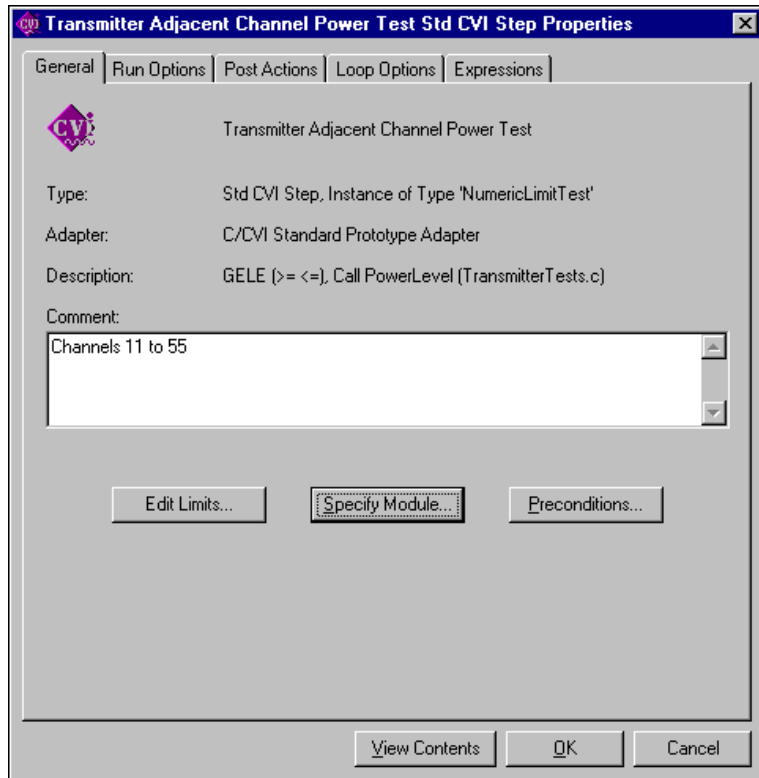 CVI Transmitter Adjacent Channel Power Test Std CVI Step Properties
General Run Options Post Actions Loop Options Expressions
CVI Transmitter Adjacent Channel Power Test
Type: Std CVI Step, Instance of Type 'NumericLimitTest'
Adapter: C/CVI Standard Prototype Adapter
Description: GELE (>= <=), Call PowerLevel (TransmitterTests.c)
Comment:
Channels 11 to 55
Edit Limits... Specify Module... Preconditions...
View Contents OK Cancel